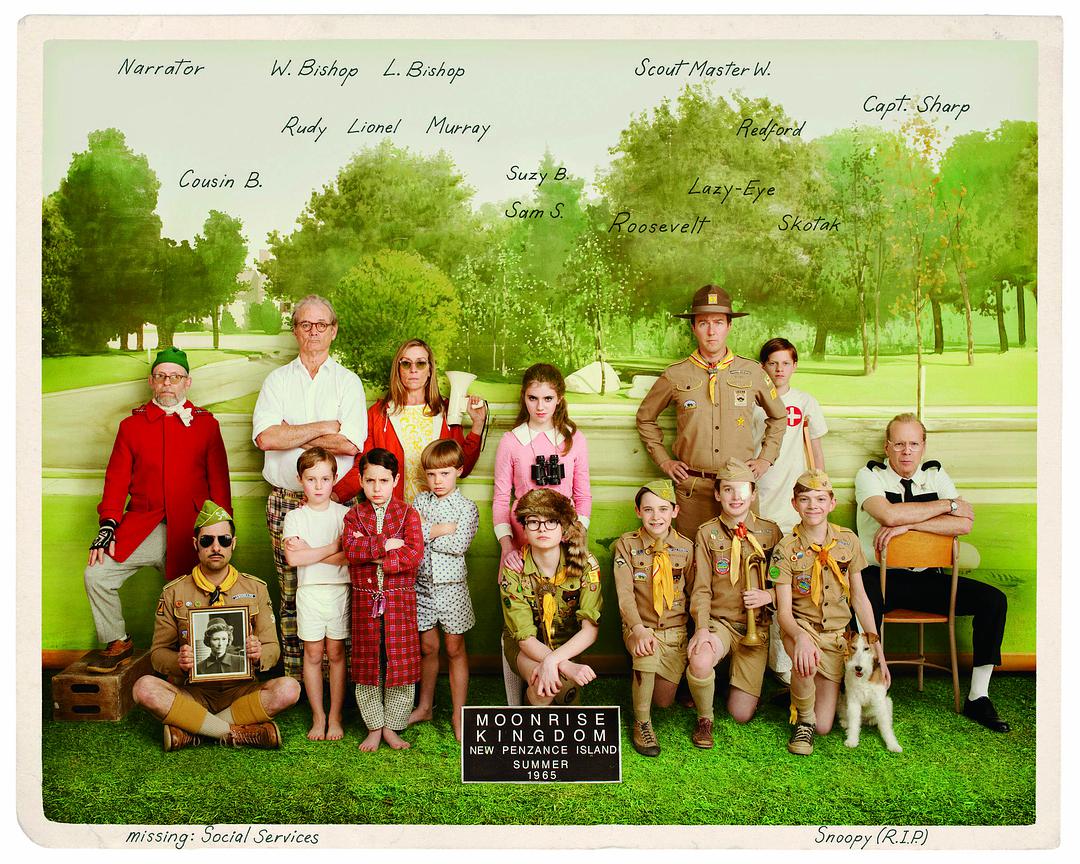 Narrator W. Bishop L. Bishop Scout Master W.
Capt. Sharp
Rudy Lionel Murray Redford
Cousin B. Suzy B. Lazy-Eye
Sam S. Roosevelt Skotak
MOONRISE
KINGDOM
NEW PENZANCE ISLAND
SUMMER
1965
missing: Social Services Snoopy (R.I.P.)